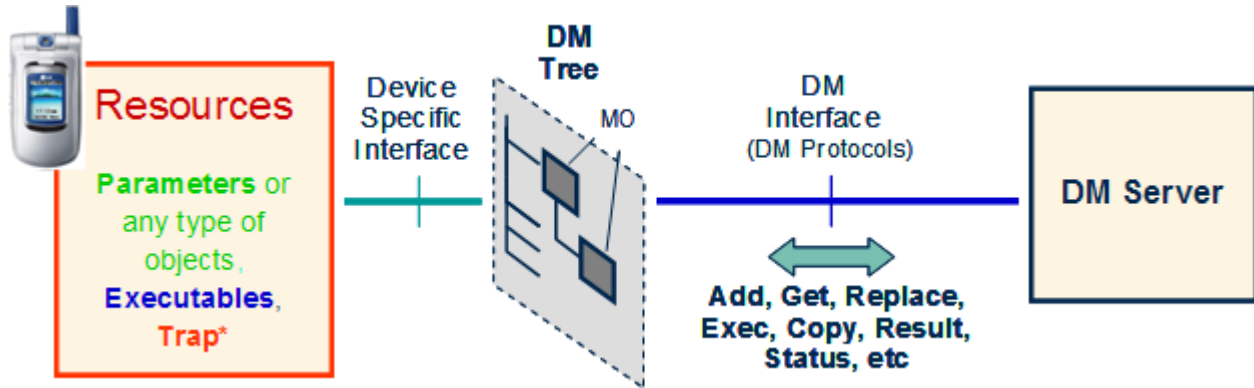 Resources
Parameters or
any type of
objects,
Executables,
Trap*
Device
Specific
Interface
DM
Tree
MO
DM
Interface
(DM Protocols)
Add, Get, Replace,
Exec, Copy, Result,
Status, etc
DM Server